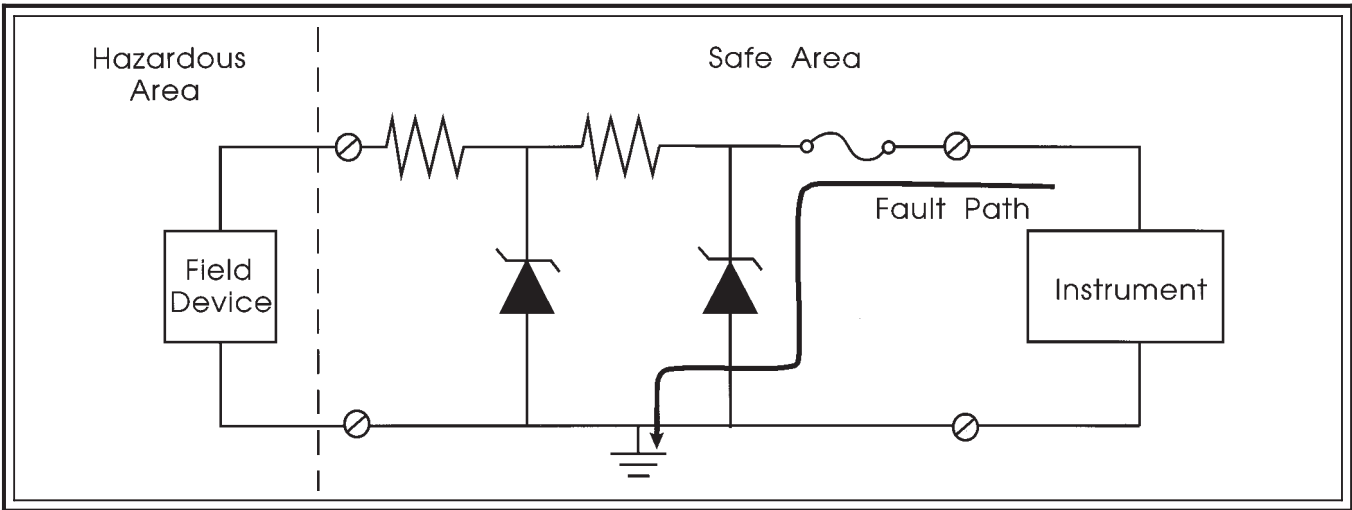 Hazardous
Area
Safe Area
Fault Path
Field
Device
Instrument